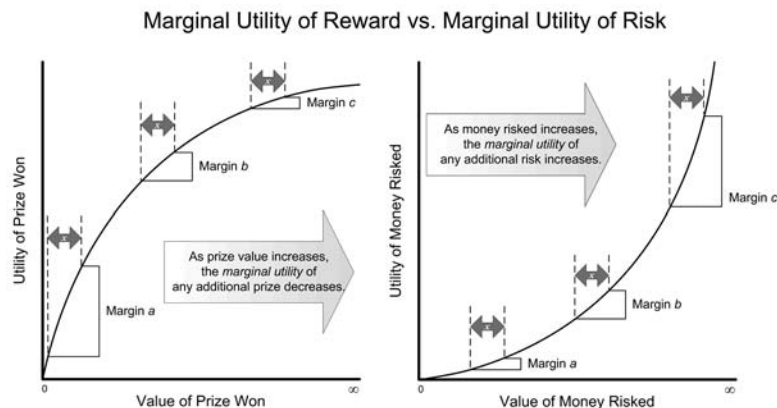 Marginal Utility of Reward vs. Marginal Utility of Risk
Utility of Prize Won
x
Margin a
x
Margin b
x
Margin c
As prize value increases,
the marginal utility of
any additional prize decreases.
0
Value of Prize Won
∞
Utility of Money Risked
As money risked increases,
the marginal utility of
any additional risk increases.
x
Margin a
x
Margin b
x
Margin c
0
Value of Money Risked
∞